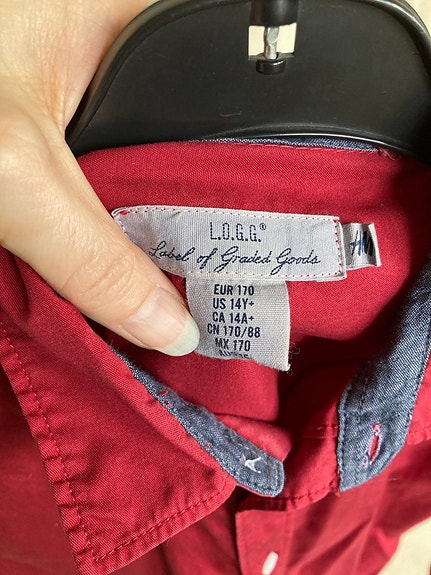 L.O.G.G.®
Label of Graded Goods
EUR 170
US 14Y+
CA 14A+
CN 170/88
MX 170